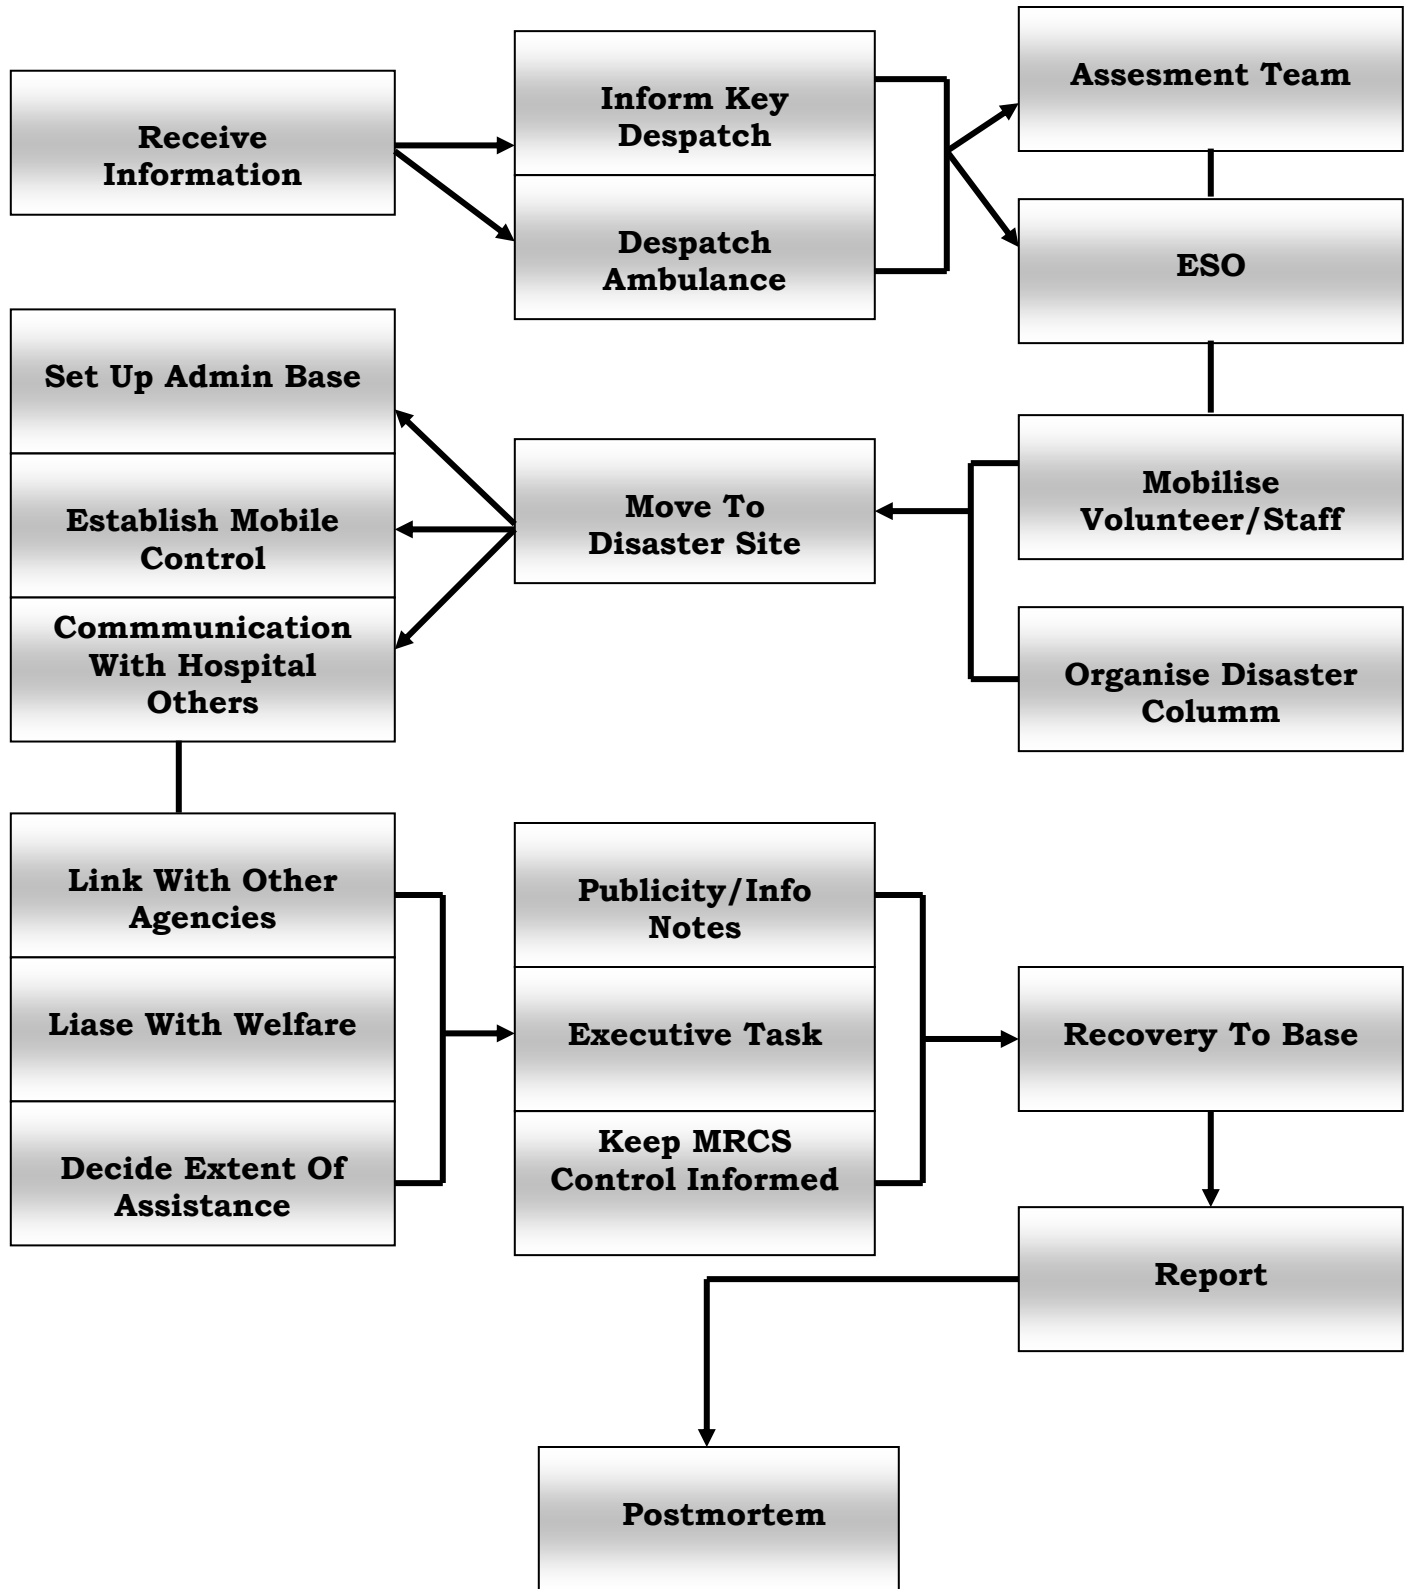 Receive
Information
Inform Key
Despatch
Despatch
Ambulance
Assesment Team
ESO
Mobilise
Volunteer/Staff
Organise Disaster
Columm
Move To
Disaster Site
Set Up Admin Base
Establish Mobile
Control
Commmunication
With Hospital
Others
Link With Other
Agencies
Liase With Welfare
Decide Extent Of
Assistance
Publicity/Info
Notes
Executive Task
Keep MRCS
Control Informed
Recovery To Base
Report
Postmortem